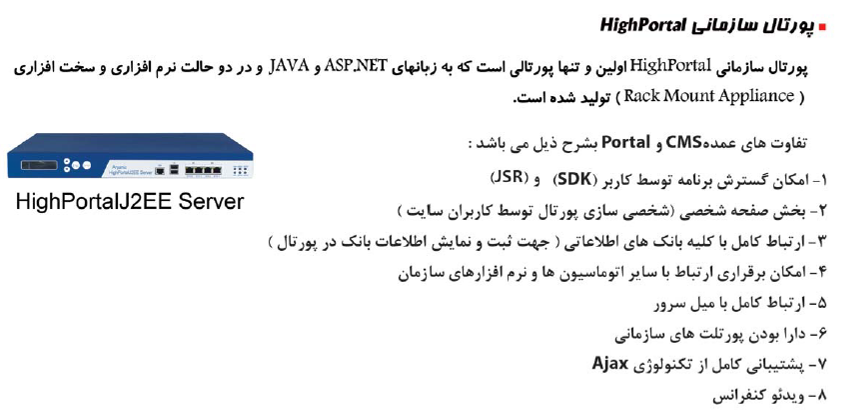 پورتال سازمانی HighPortal
پورتال سازمانی HighPortal اولین و تنها پورتالی است که به زبانهای ASP.NET و JAVA و در دو حالت نرم افزاری و سخت افزاری
( Rack Mount Appliance ) تولید شده است.
تفاوت های عمدهCMS و Portal بشرح ذیل می باشد :
۱- امکان گسترش برنامه توسط کاربر (SDK) و (JSR)
۲- بخش صفحه شخصی (شخصی سازی پورتال توسط کاربران سایت )
۳- ارتباط کامل با کلیه بانک های اطلاعاتی ( جهت ثبت و نمایش اطلاعات بانک در پورتال )
۴- امکان برقراری ارتباط با سایر اتوماسیون ها و نرم افزارهای سازمان
۵- ارتباط کامل با میل سرور
۶- دارا بودن پورتلت های سازمانی
۷- پشتیبانی کامل از تکنولوژی Ajax
۸- ویدئو کنفرانس
HighPortalJ2EE Server
HighPortalJ2EE Server